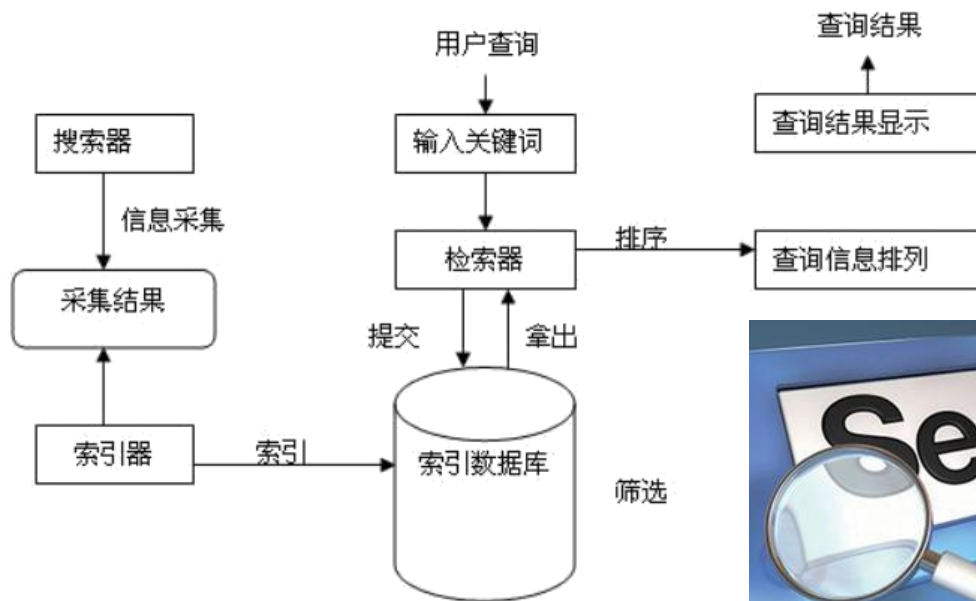 用户查询
查询结果
搜索器
输入关键词
查询结果显示
信息采集
检索器
排序
查询信息排列
采集结果
提交
拿出
索引器
索引
索引数据库
筛选
Se